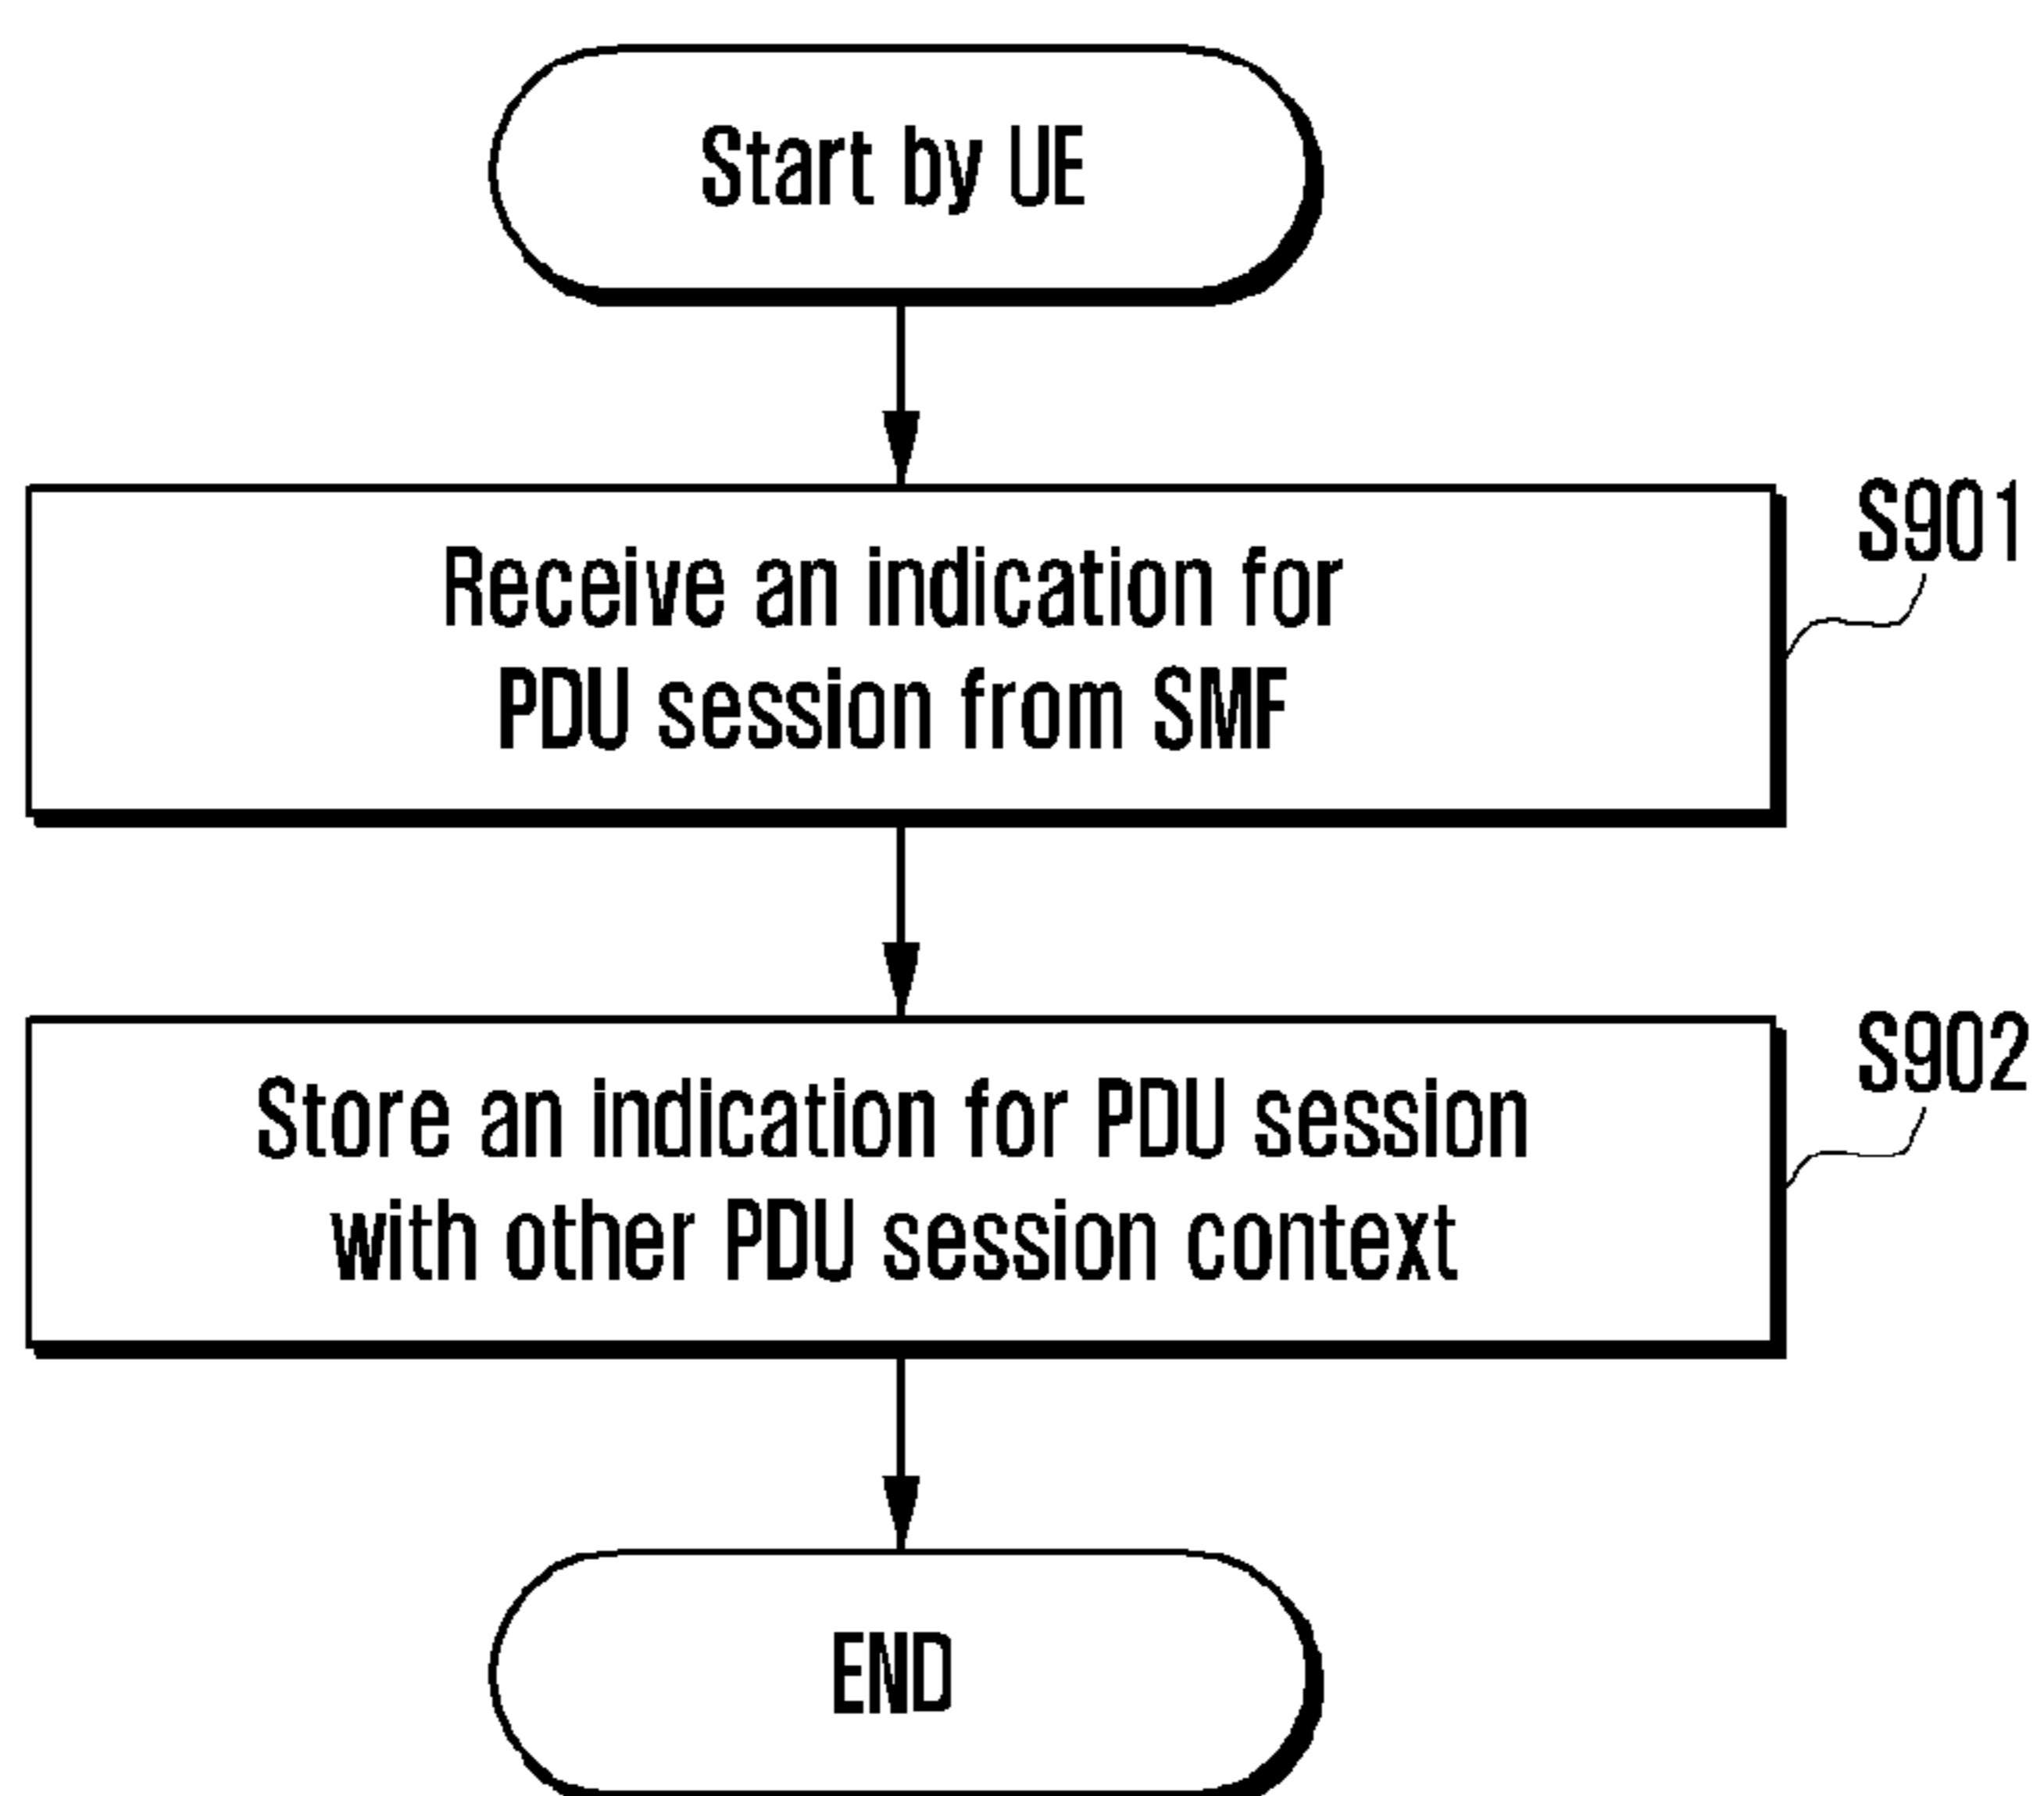 Start by UE
Receive an indication for
PDU session from SMF
S901
Store an indication for PDU session
with other PDU session context
S902
END